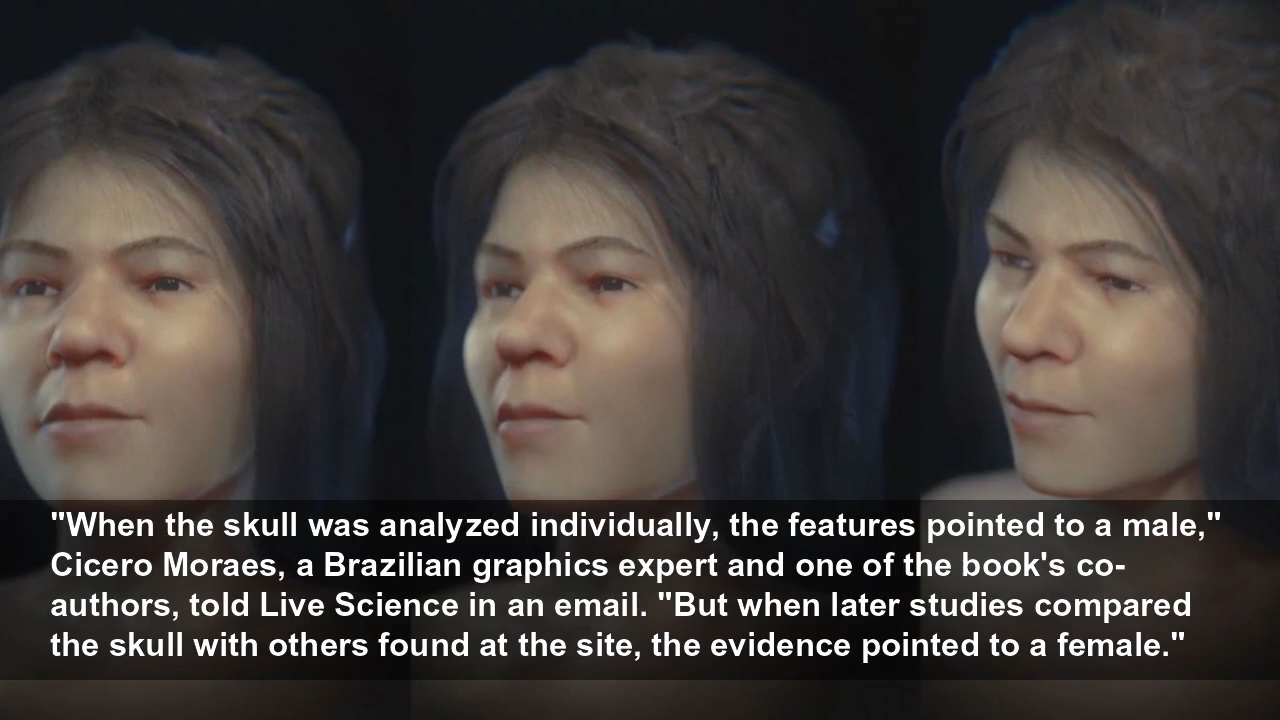 "When the skull was analyzed individually, the features pointed to a male,"
Cicero Moraes, a Brazilian graphics expert and one of the book's co-
authors, told Live Science in an email. "But when later studies compared
the skull with others found at the site, the evidence pointed to a female."